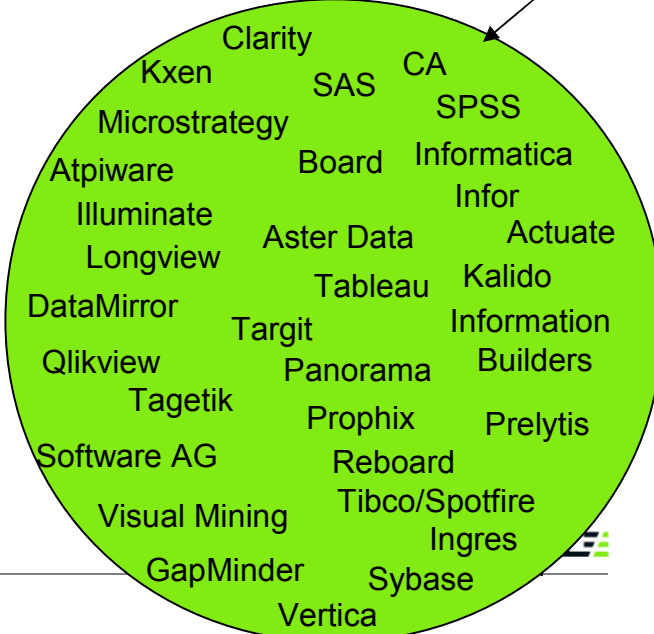 Clarity
Kxen
CA
SAS
SPSS
Microstrategy
Board
Informatica
Atpiware
Infor
Illuminate
Actuate
Aster Data
Longview
Kalido
Tableau
DataMirror
Information
Builders
Targit
Qlikview
Panorama
Tagetik
Prophix
Prelytis
Software AG
Reboard
Tibco/Spotfire
Visual Mining
Ingres
GapMinder
Sybase
Vertica